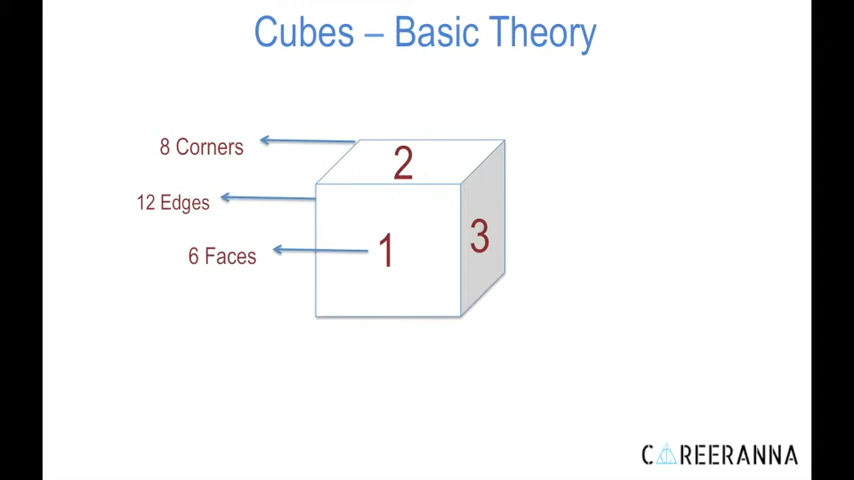 Cubes – Basic Theory
8 Corners
2
12 Edges
3
1
6 Faces
CAREERANNA